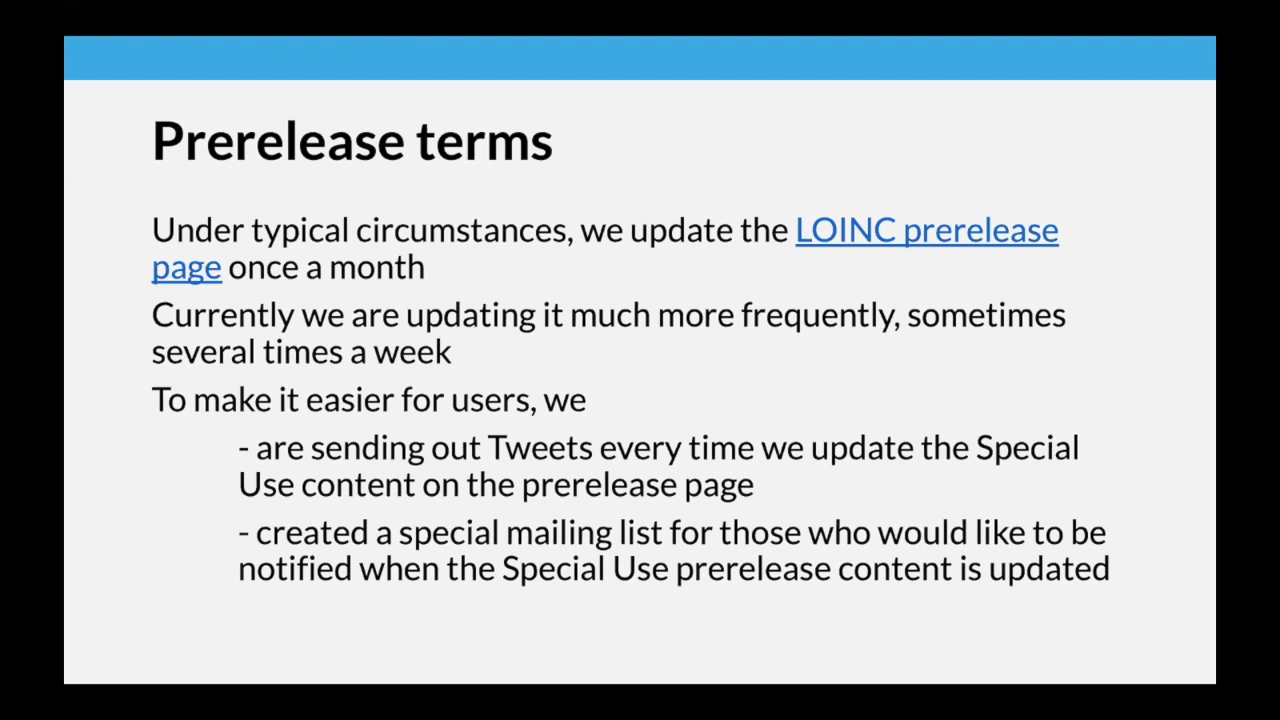 Prerelease terms
Under typical circumstances, we update the LOINC prerelease
page once a month
Currently we are updating it much more frequently, sometimes
several times a week
To make it easier for users, we
- are sending out Tweets every time we update the Special
Use content on the prerelease page
- created a special mailing list for those who would like to be
notified when the Special Use prerelease content is updated